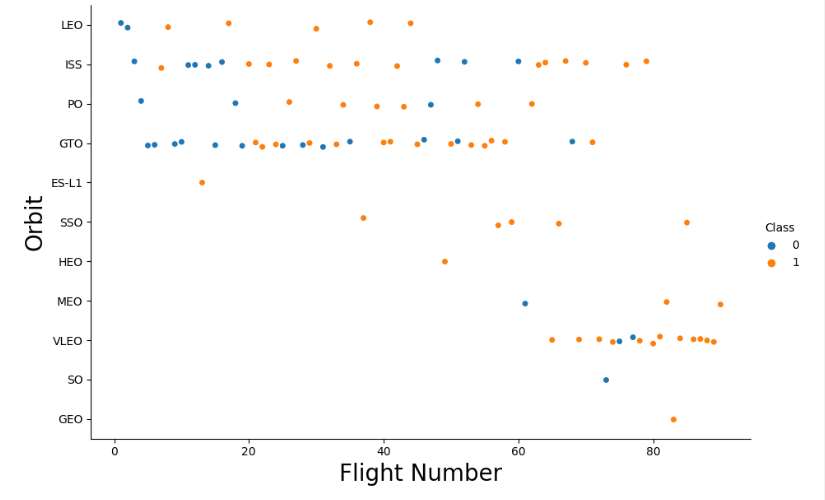 LEO
ISS
PO
GTO
ES-L1
SSO
HEO
MEO
VLEO
SO
GEO
Orbit
0 20 40 60 80
Flight Number
Class
0
1